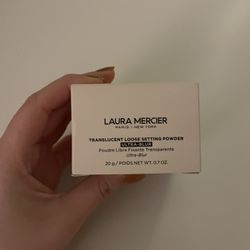 LAURA MERCIER
PARIS | NEW YORK
TRANSLUCENT LOOSE SETTING POWDER
ULTRA-BLUR
Poudre Libre Fixante Transparente
Ultra-Blur
20 g / POIDS NET WT. 0.7 OZ.